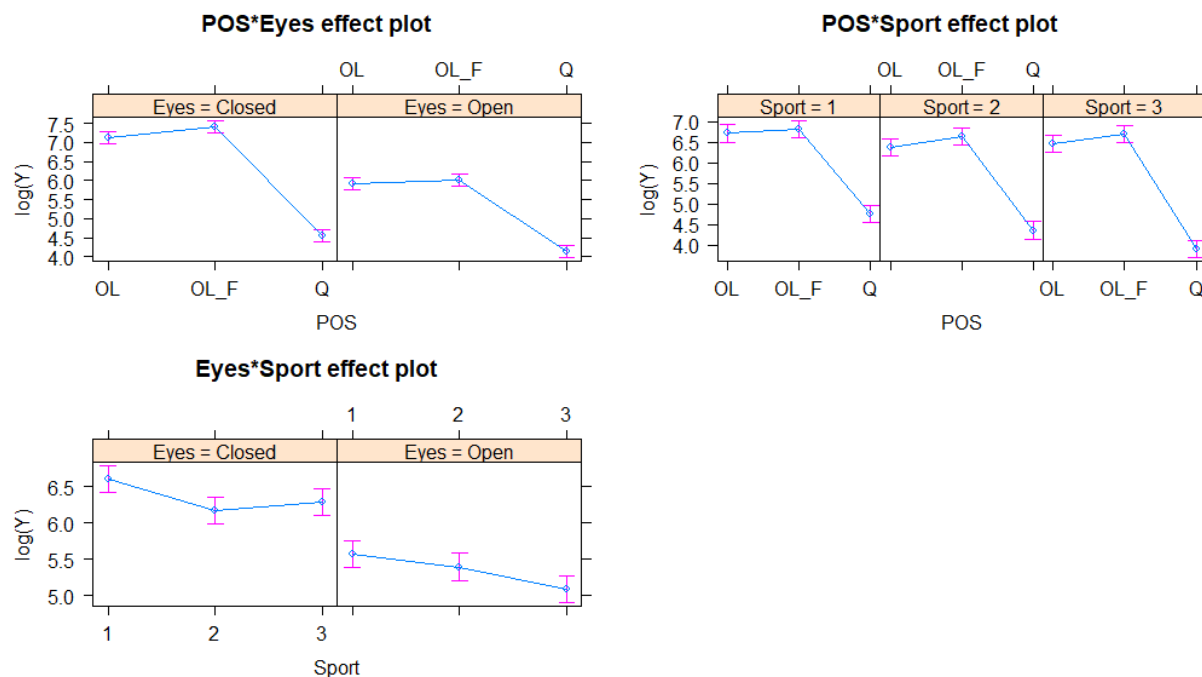 POS*Eyes effect plot
OL OL_F Q
Eyes = Closed Eyes = Open
7.5
7.0
6.5
6.0
5.5
5.0
4.5
4.0
log(Y)
OL OL_F Q
POS
POS*Sport effect plot
OL OL_F Q
Sport = 1 Sport = 2 Sport = 3
7.0
6.5
6.0
5.5
5.0
4.5
4.0
log(Y)
OL OL_F Q OL OL_F Q
POS
Eyes*Sport effect plot
1 2 3
Eyes = Closed Eyes = Open
6.5
6.0
5.5
5.0
log(Y)
1 2 3
Sport